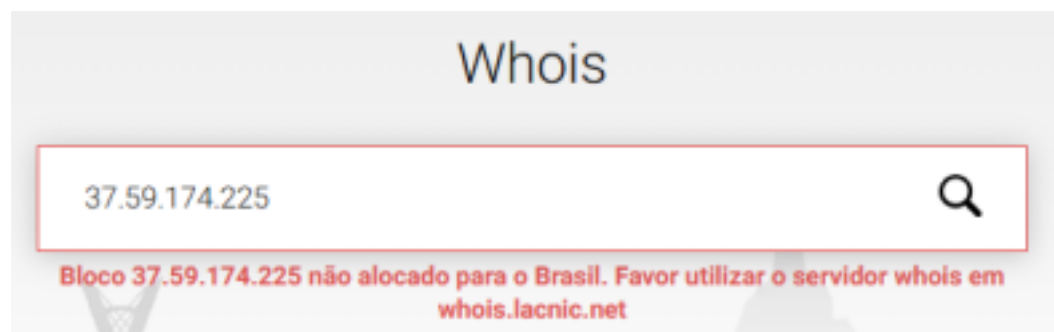 Whois
37.59.174.225
Bloco 37.59.174.225 não alocado para o Brasil. Favor utilizar o servidor whois em
whois.lacnic.net